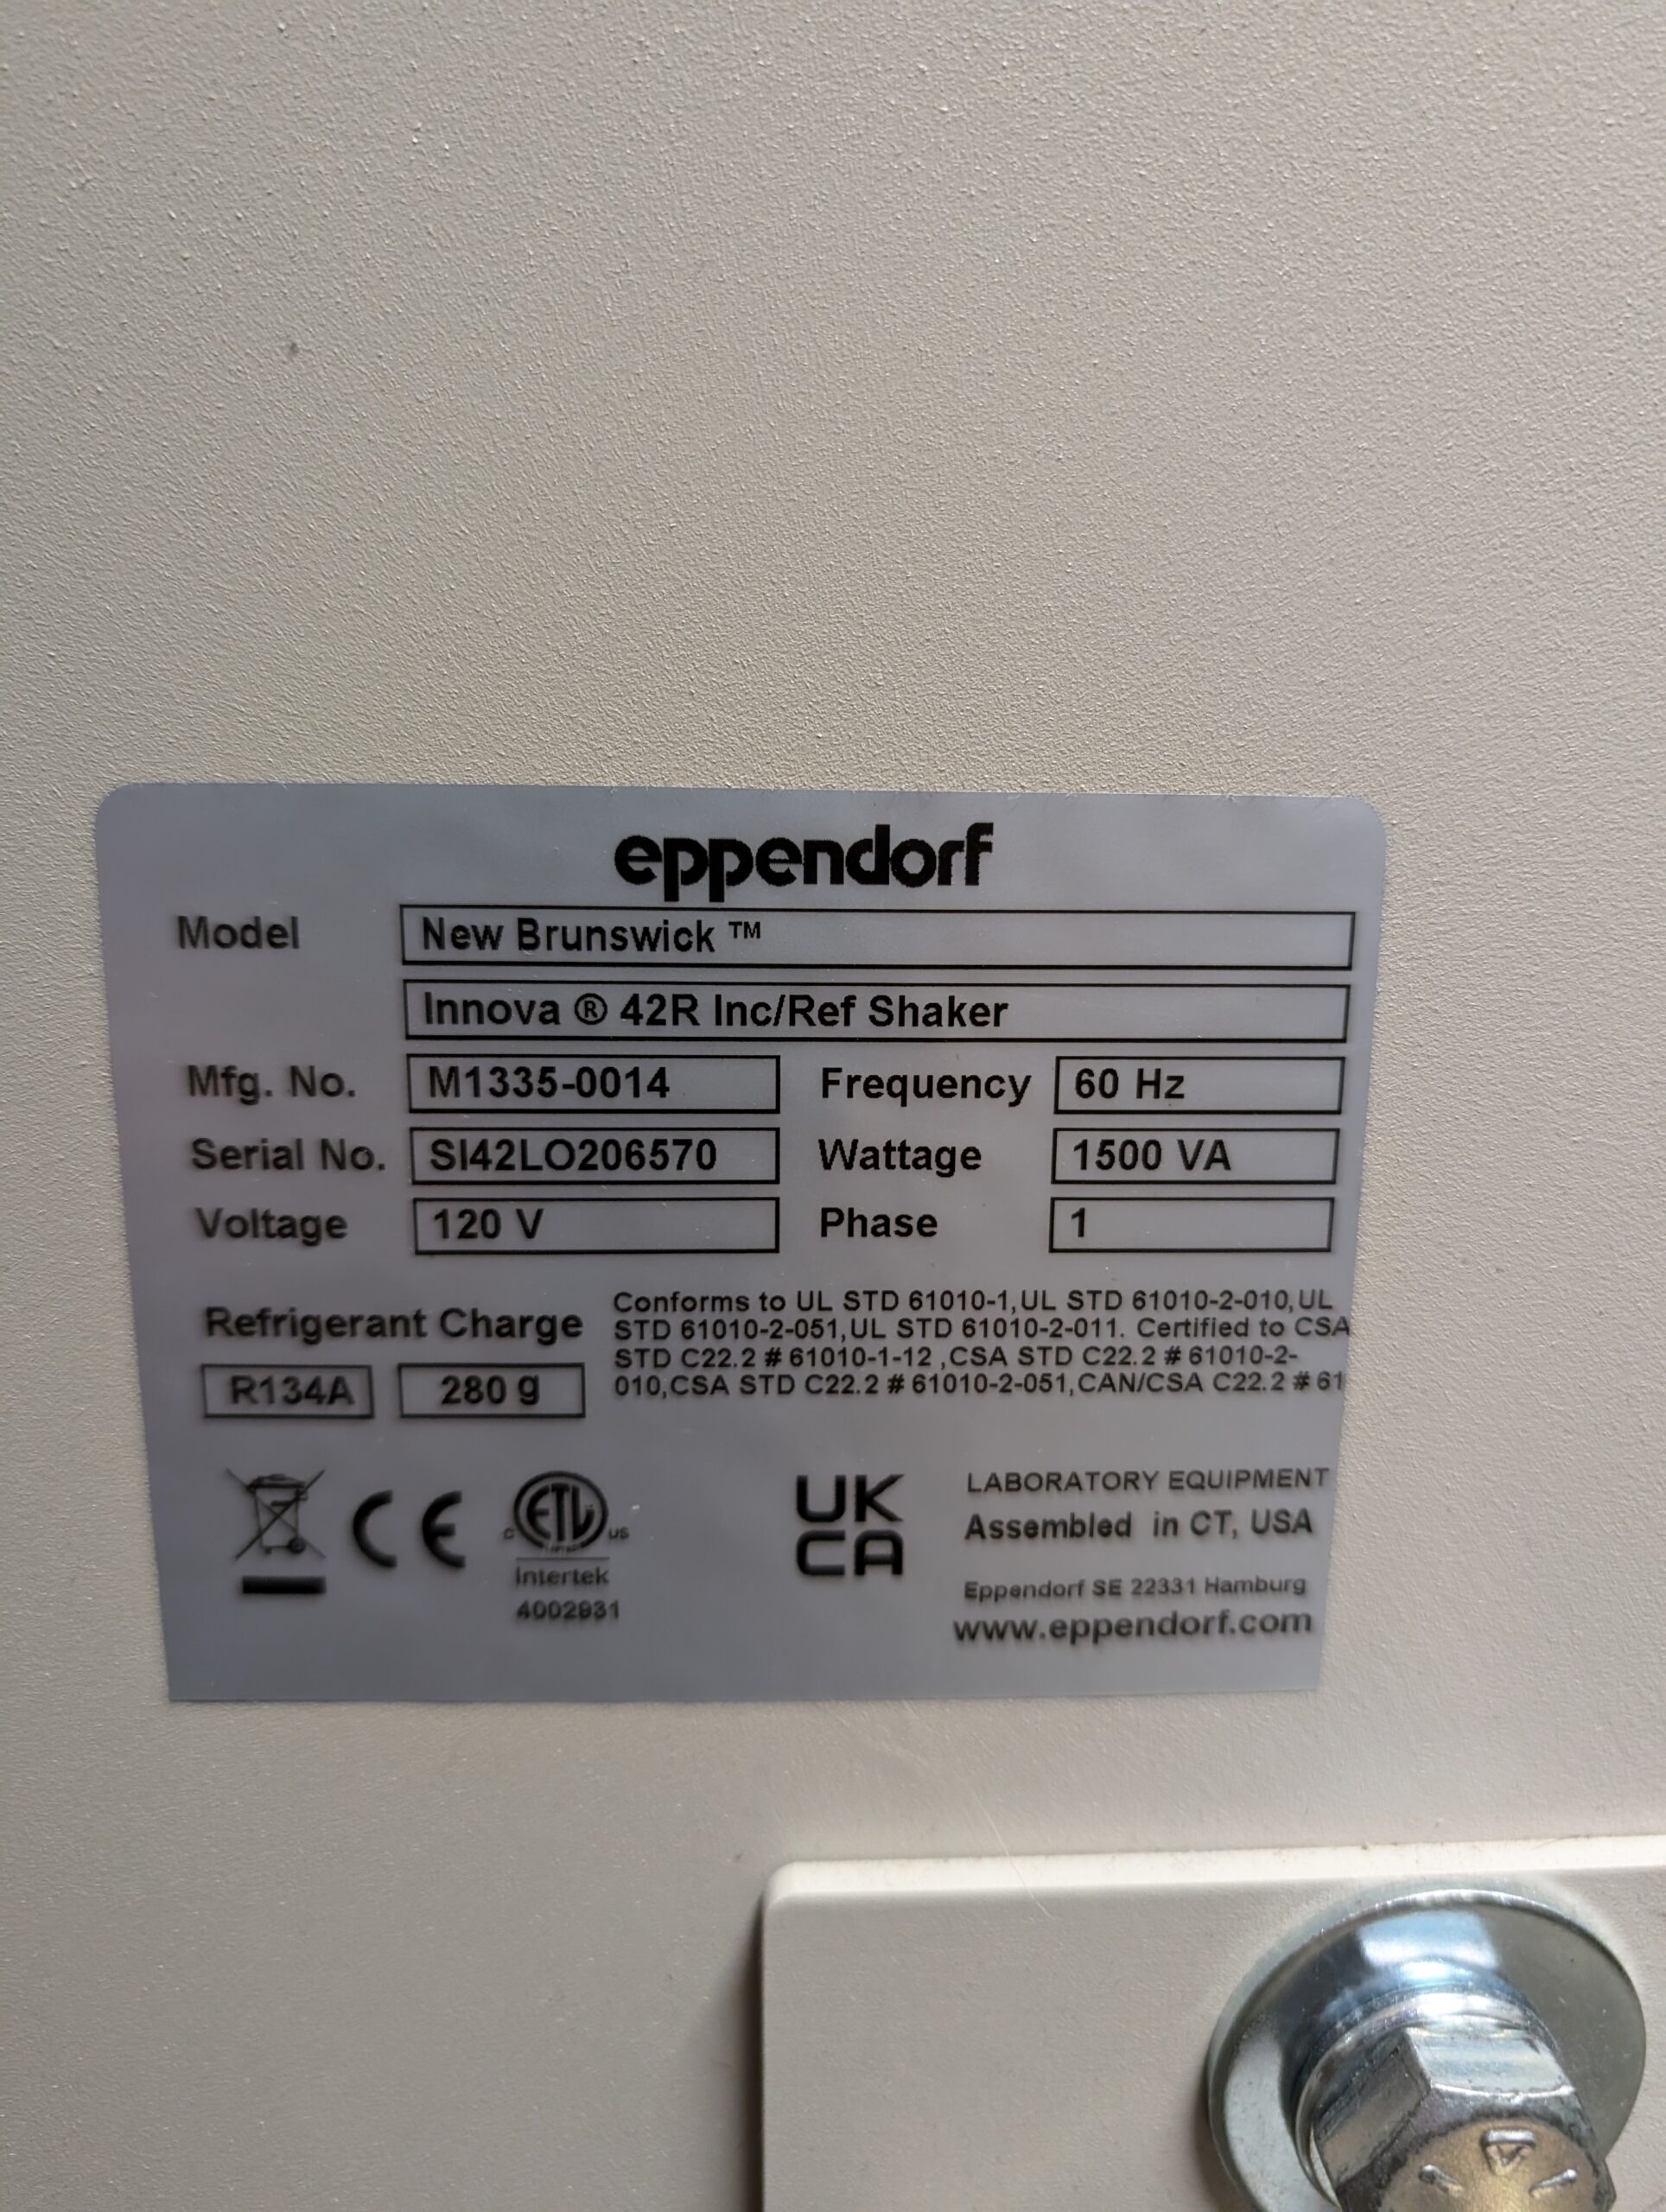 eppendorf
Model New Brunswick ™
Innova ® 42R Inc/Ref Shaker
Mfg. No. M1335-0014 Frequency 60 Hz
Serial No. SI42LO206570 Wattage 1500 VA
Voltage 120 V Phase 1
Refrigerant Charge
R134A 280 g
Conforms to UL STD 61010-1,UL STD 61010-2-010,UL
STD 61010-2-051,UL STD 61010-2-011. Certified to CSA
STD C22.2 # 61010-1-12 ,CSA STD C22.2 # 61010-2-
010,CSA STD C22.2 # 61010-2-051,CAN/CSA C22.2 # 61
CE
C ETL US
Intertek
4002931
UK
CA
LABORATORY EQUIPMENT
Assembled in CT, USA
Eppendorf SE 22331 Hamburg
www.eppendorf.com